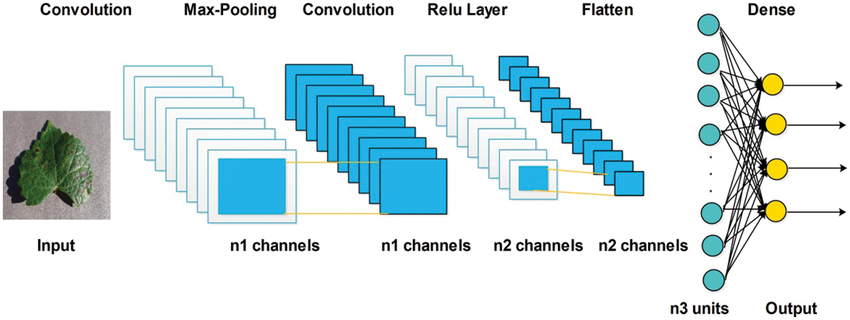 Convolution Max-Pooling Convolution Relu Layer Flatten Dense
Input n1 channels n1 channels n2 channels n2 channels
n3 units Output